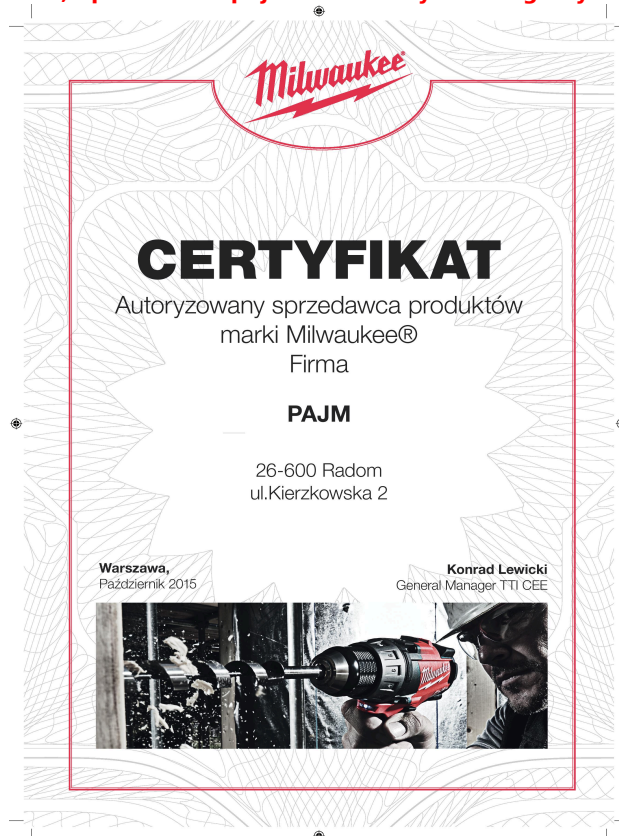 Milwaukee®
CERTYFIKAT
Autoryzowany sprzedawca produktów
marki Milwaukee®
Firma
PAJM
26-600 Radom
ul.Kierzkowska 2
Warszawa,
Październik 2015
Konrad Lewicki
General Manager TTI CEE
Milwaukee